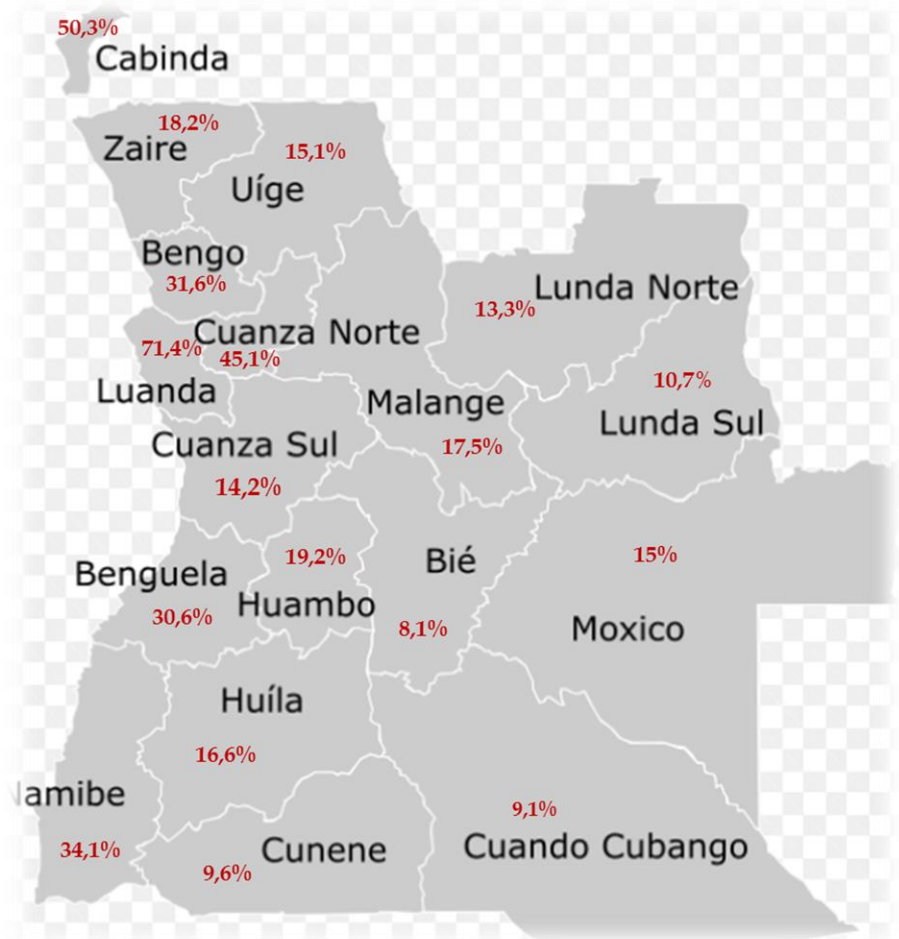 50,3%
Cabinda
18,2%
Zaire
15,1%
Uíge
Bengo
31,6%
Lunda Norte
13,3%
Cuanza Norte
71,4%
45,1%
Luanda
10,7%
Malange
Lunda Sul
Cuanza Sul
17,5%
14,2%
19,2%
Bié
15%
Benguela
30,6%
Huambo
8,1%
Moxico
Huíla
16,6%
Namibe
9,1%
34,1%
Cunene
Cuando Cubango
9,6%